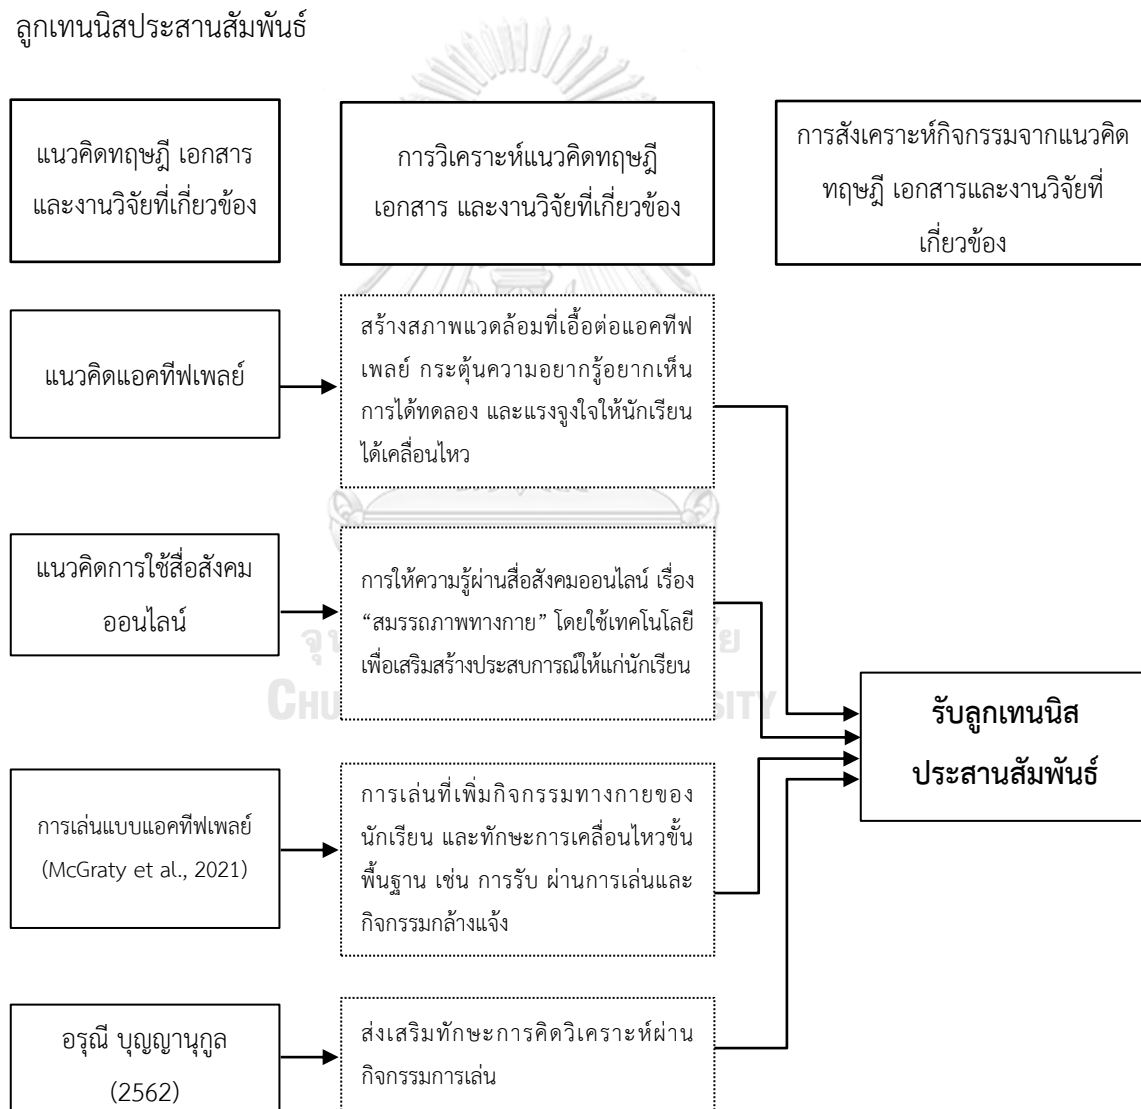 ลูกเทนนิสประสานสัมพันธ์
แนวคิดทฤษฎี เอกสาร
และงานวิจัยที่เกี่ยวข้อง
การวิเคราะห์แนวคิดทฤษฎี
เอกสาร และงานวิจัยที่เกี่ยวข้อง
การสังเคราะห์กิจกรรมจากแนวคิด
ทฤษฎี เอกสารและงานวิจัยที่
เกี่ยวข้อง
แนวคิดแอคทีฟเพลย์
สร้างสภาพแวดล้อมที่เอื้อต่อแอคทีฟ
เพลย์ กระตุ้นความอยากรู้อยากเห็น
การได้ทดลอง และแรงจูงใจให้นักเรียน
ได้เคลื่อนไหว
แนวคิดการใช้สื่อสังคม
ออนไลน์
การให้ความรู้ผ่านสื่อสังคมออนไลน์ เรื่อง
“สมรรถภาพทางกาย” โดยใช้เทคโนโลยี
เพื่อเสริมสร้างประสบการณ์ให้แก่นักเรียน
รับลูกเทนนิส
ประสานสัมพันธ์
การเล่นแบบแอคทีฟเพลย์
(McGraty et al., 2021)
การเล่นที่เพิ่มกิจกรรมทางกายของ
นักเรียน และทักษะการเคลื่อนไหวขั้น
พื้นฐาน เช่น การรับ ผ่านการเล่นและ
กิจกรรมกล้างแจ้ง
อรุณี บุญญานุกูล
(2562)
ส่งเสริมทักษะการคิดวิเคราะห์ผ่าน
กิจกรรมการเล่น